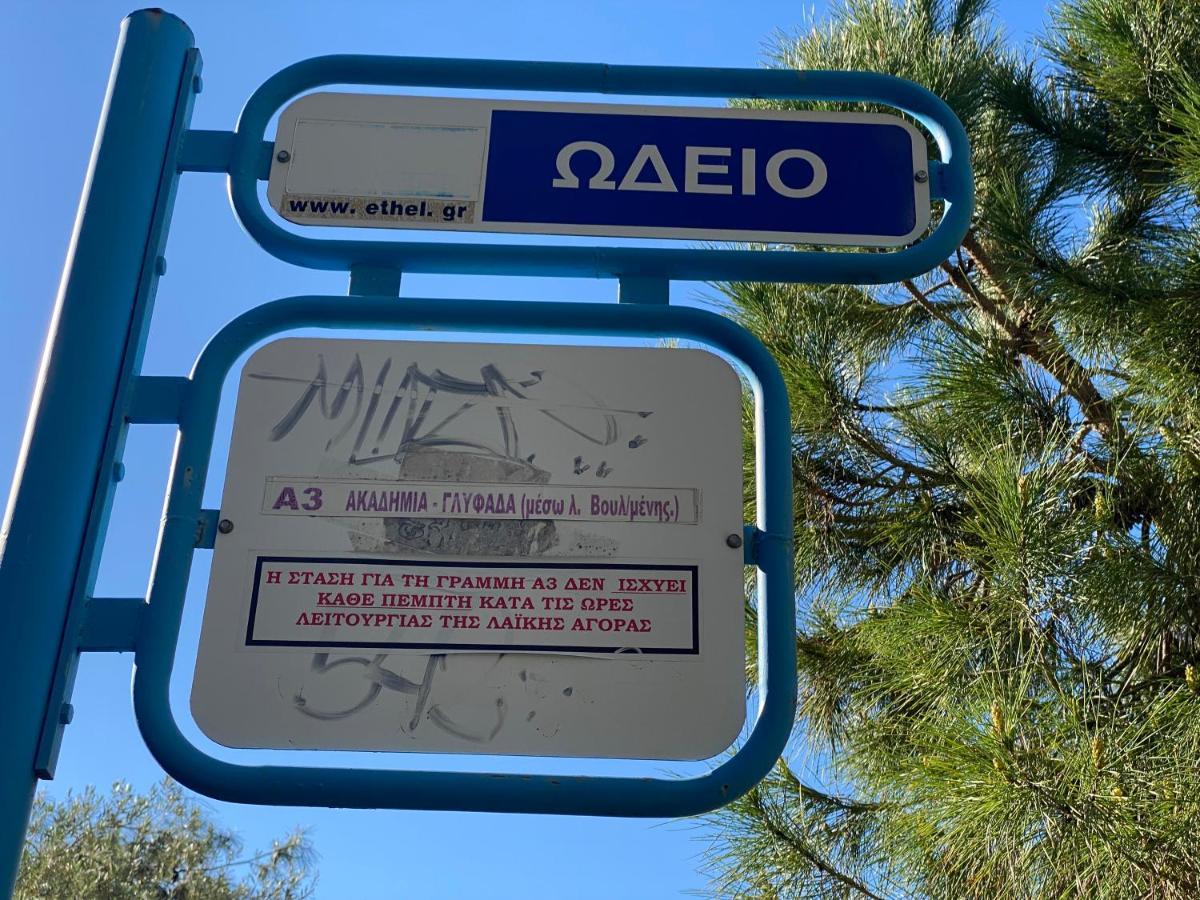 ΩΔΕΙΟ
www. ethel. gr
Α3 ΑΚΑΔΗΜΙΑ - ΓΛΥΦΑΔΑ (μέσω λ. Βουλ/μένης.)
Η ΣΤΑΣΗ ΓΙΑ ΤΗ ΓΡΑΜΜΗ Α3 ΔΕΝ ΙΣΧΥΕΙ
ΚΑΘΕ ΠΕΜΠΤΗ ΚΑΤΑ ΤΙΣ ΩΡΕΣ
ΛΕΙΤΟΥΡΓΙΑΣ ΤΗΣ ΛΑΪΚΗΣ ΑΓΟΡΑΣ